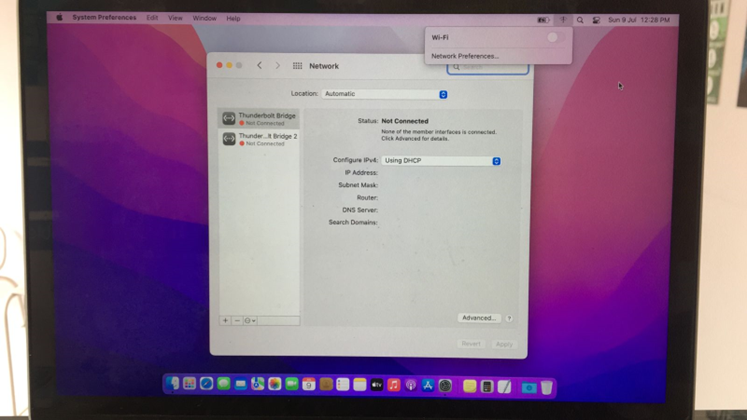 System Preferences Edit View Window Help
Sun 9 Jul 12:28 PM
Wi-Fi
Network Preferences...
Network
Search
Location: Automatic
Thunderbolt Bridge
Not Connected
Thunder...lt Bridge 2
Not Connected
Status: Not Connected
None of the member interfaces is connected.
Click Advanced for details.
Configure IPv4: Using DHCP
IP Address:
Subnet Mask:
Router:
DNS Server:
Search Domains:
Advanced...
?
Revert
Apply
9